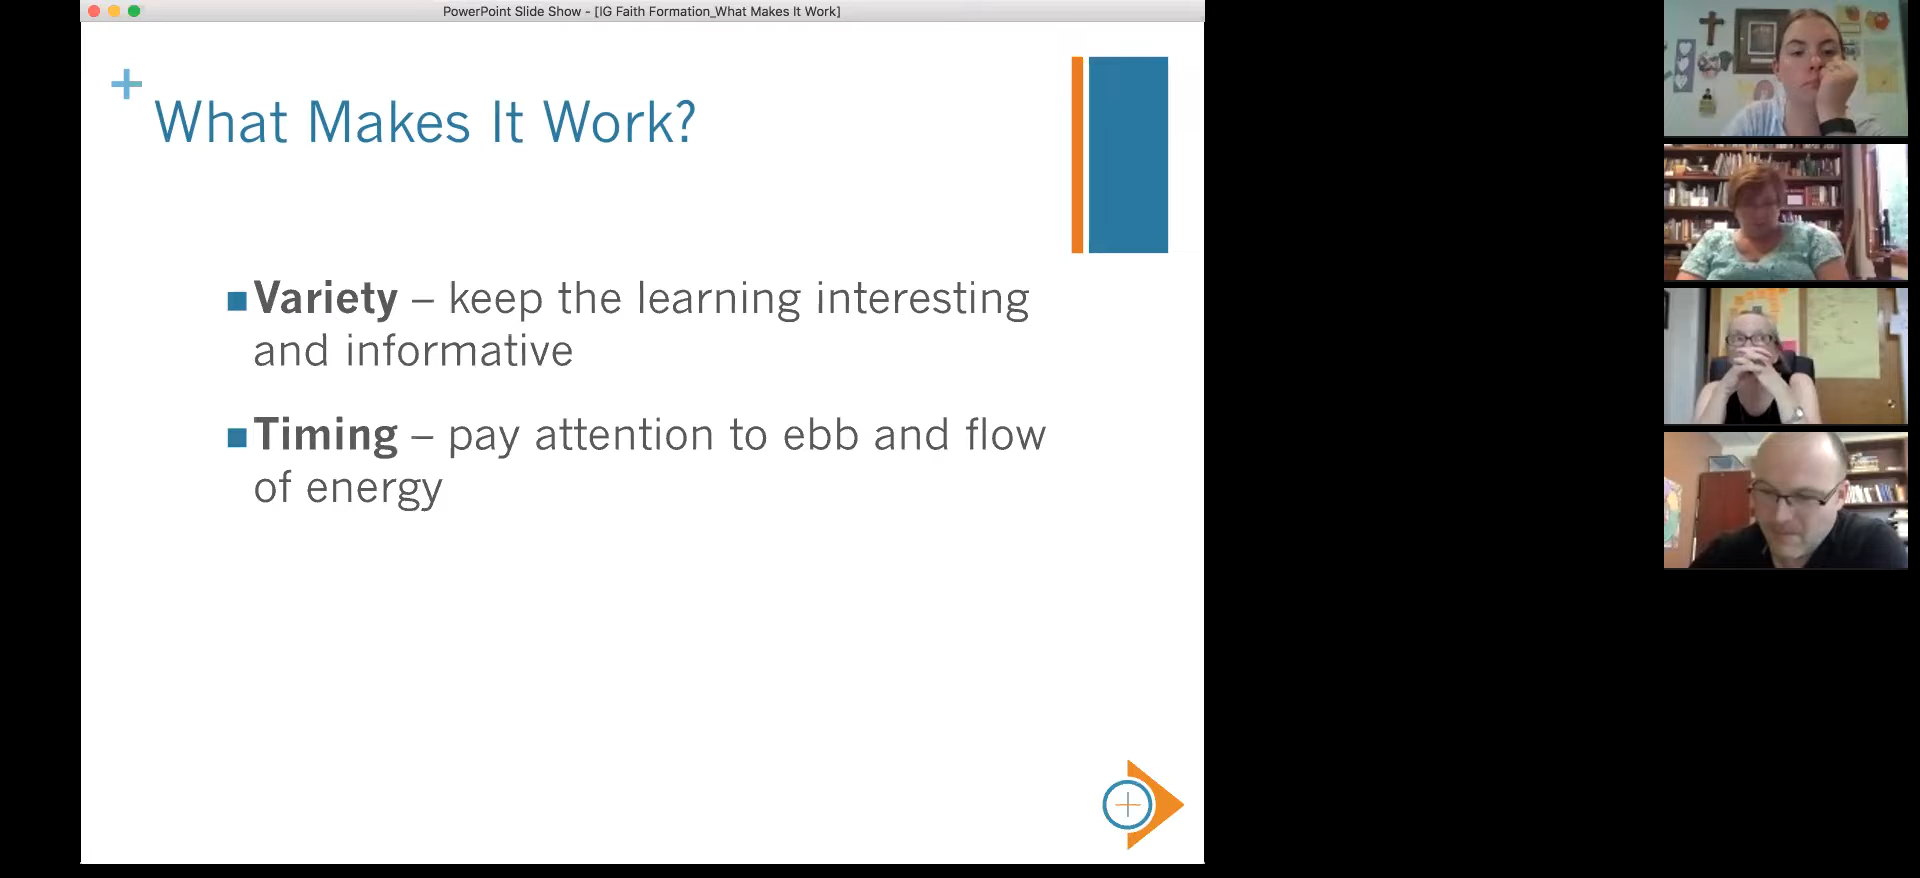 PowerPoint Slide Show - [IG Faith Formation_What Makes It Work]
+
What Makes It Work?
Variety – keep the learning interesting
and informative
Timing – pay attention to ebb and flow
of energy